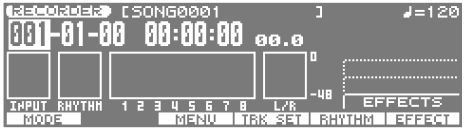 RECORDER [SONG0001 ] ♩=120
001-01-00 00:00:00 00.0
0
-48
INPUT RHYTHM 1 2 3 4 5 6 7 8 L/R EFFECTS
MODE MENU TRK SET RHYTHM EFFECT